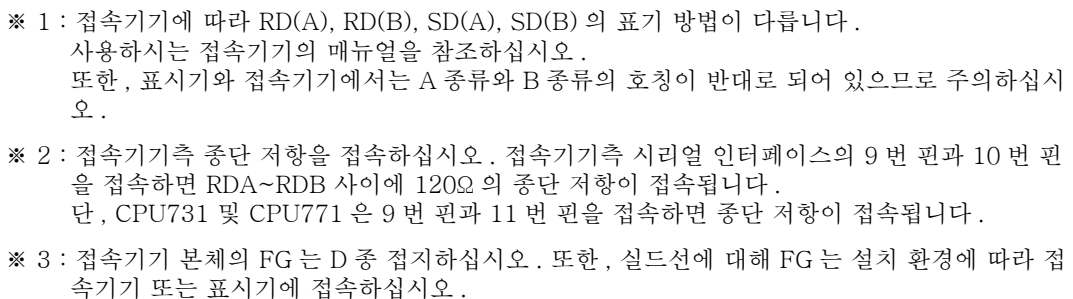 ※ 1 : 접속기기에 따라 RD(A), RD(B), SD(A), SD(B) 의 표기 방법이 다릅니다 .
사용하시는 접속기기의 매뉴얼을 참조하십시오 .
또한 , 표시기와 접속기기에서는 A 종류와 B 종류의 호칭이 반대로 되어 있으므로 주의하십시
오 .
※ 2 : 접속기기측 종단 저항을 접속하십시오 . 접속기기측 시리얼 인터페이스의 9 번 핀과 10 번 핀
을 접속하면 RDA~RDB 사이에 120Ω 의 종단 저항이 접속됩니다 .
단 , CPU731 및 CPU771 은 9 번 핀과 11 번 핀을 접속하면 종단 저항이 접속됩니다 .
※ 3 : 접속기기 본체의 FG 는 D 종 접지하십시오 . 또한 , 실드선에 대해 FG 는 설치 환경에 따라 접
속기기 또는 표시기에 접속하십시오 .